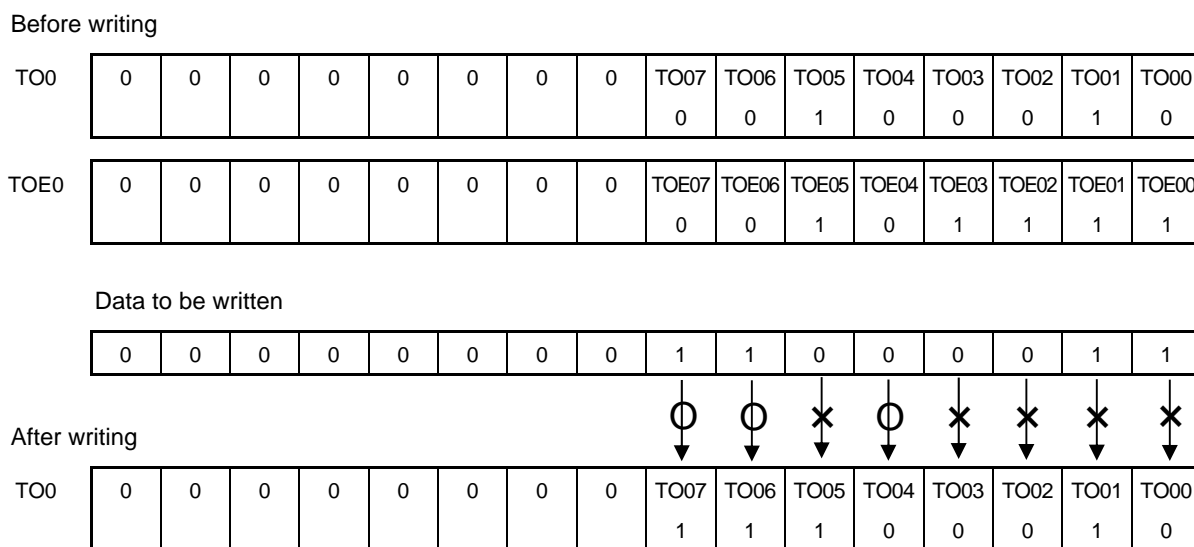 Before writing
TO0 0 0 0 0 0 0 0 0 TO07 TO06 TO05 TO04 TO03 TO02 TO01 TO00
0 0 1 0 0 0 1 0
TOE0 0 0 0 0 0 0 0 0 TOE07 TOE06 TOE05 TOE04 TOE03 TOE02 TOE01 TOE00
0 0 1 0 1 1 1 1
Data to be written
0 0 0 0 0 0 0 0 1 1 0 0 0 0 1 1
O O × O × × × ×
After writing
TO0 0 0 0 0 0 0 0 0 TO07 TO06 TO05 TO04 TO03 TO02 TO01 TO00
1 1 1 0 0 0 1 0